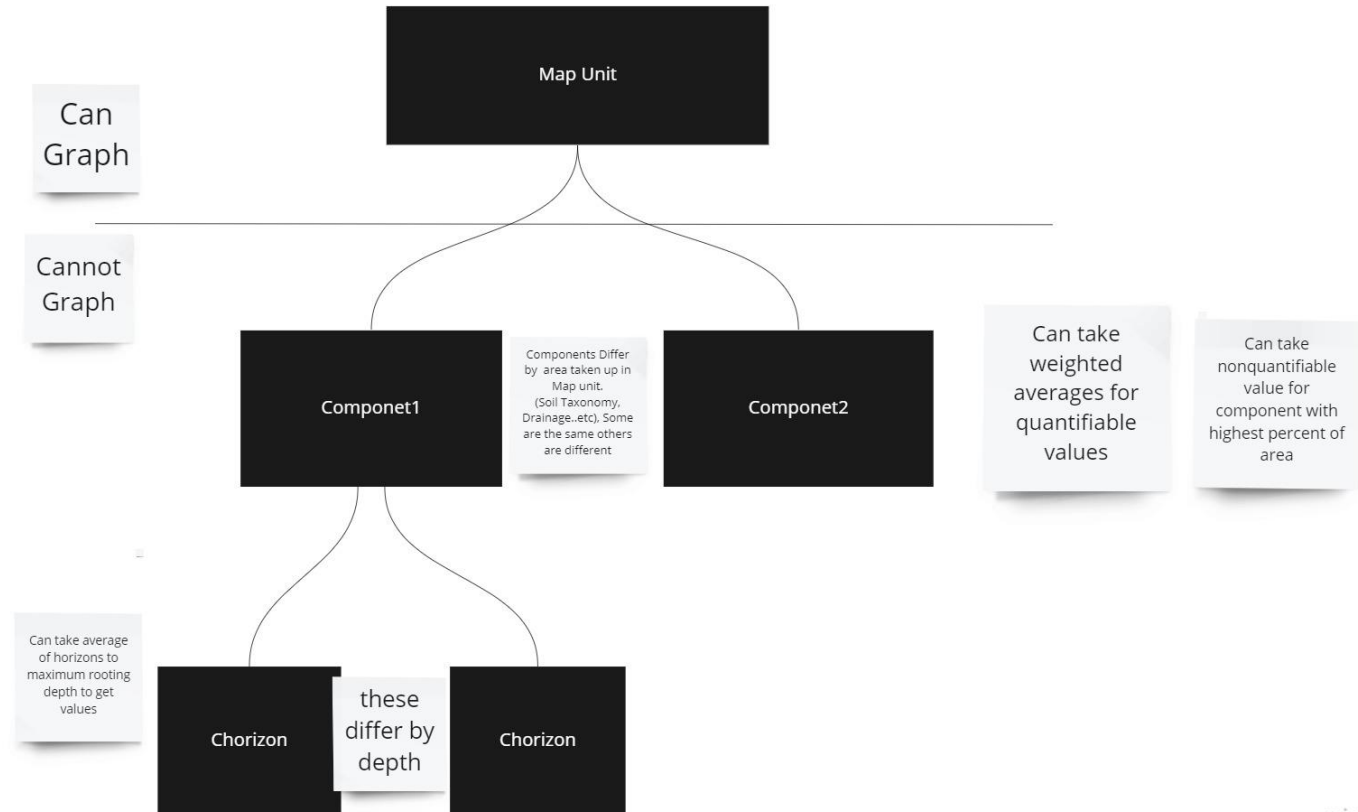 Map Unit
Can
Graph
Cannot
Graph
Componet1
Components Differ
by area taken up in
Map unit.
(Soil Taxonomy,
Drainage..etc), Some
are the same others
are different
Componet2
Can take
weighted
averages for
quantifiable
values
Can take
nonquantifiable
value for
component with
highest percent of
area
Can take average
of horizons to
maximum rooting
depth to get
values
Chorizon
these
differ by
depth
Chorizon